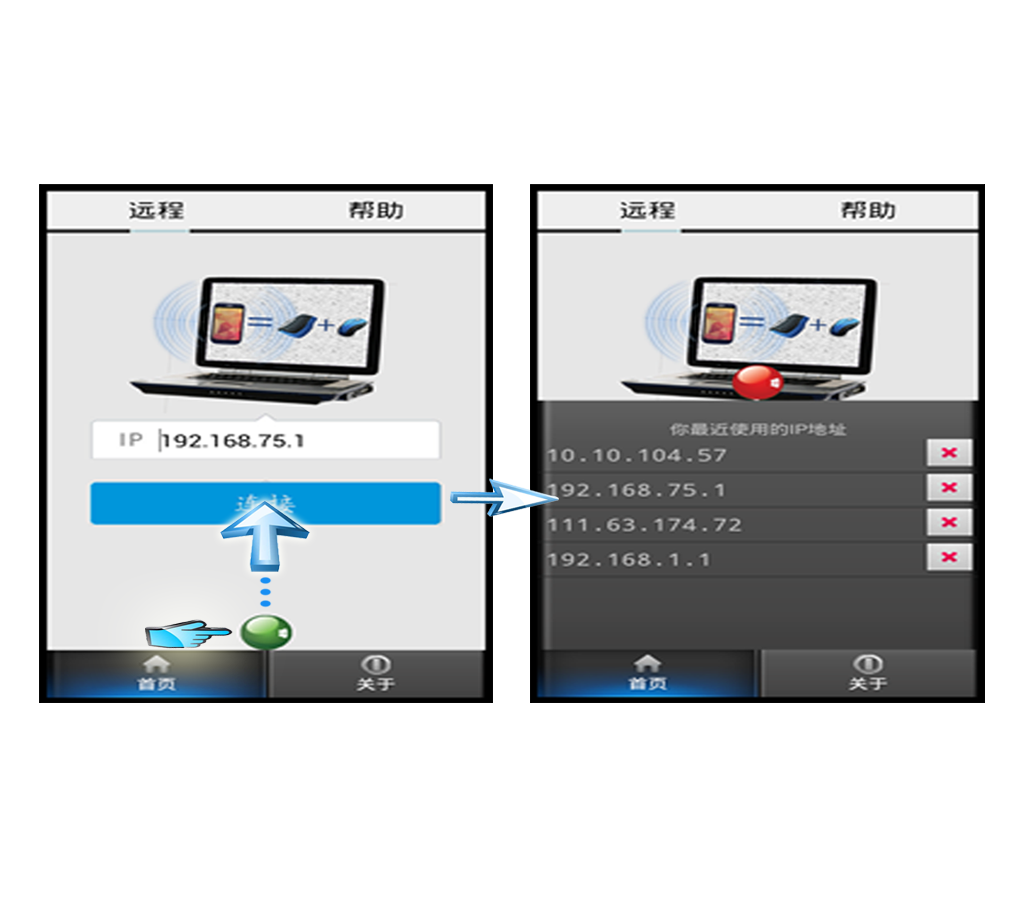 远程 帮助
IP 192.168.75.1
连接
首页 关于
远程 帮助
你最近使用的IP地址
10.10.104.57
192.168.75.1
111.63.174.72
192.168.1.1
首页 关于